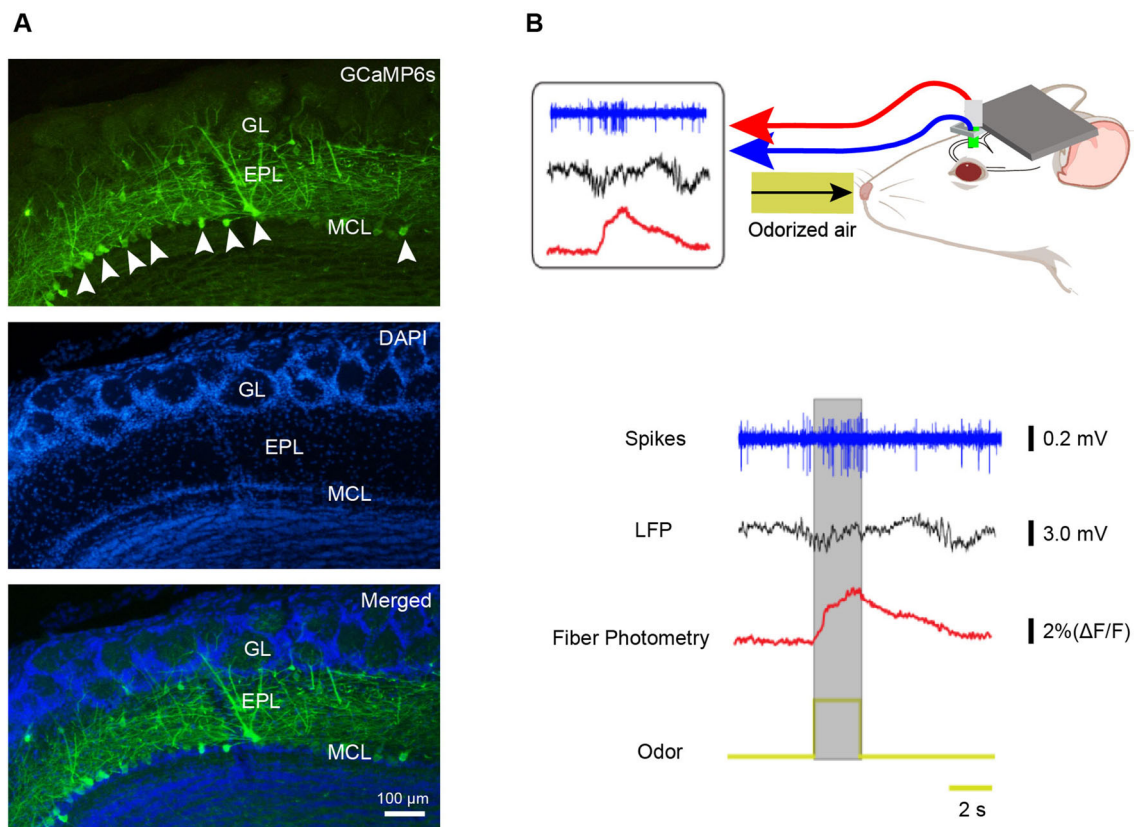 A
GCaMP6s
GL
EPL
MCL
DAPI
GL
EPL
MCL
Merged
GL
EPL
MCL
100 µm
B
Odorized air
Spikes
0.2 mV
LFP
3.0 mV
Fiber Photometry
2%(ΔF/F)
Odor
2 s